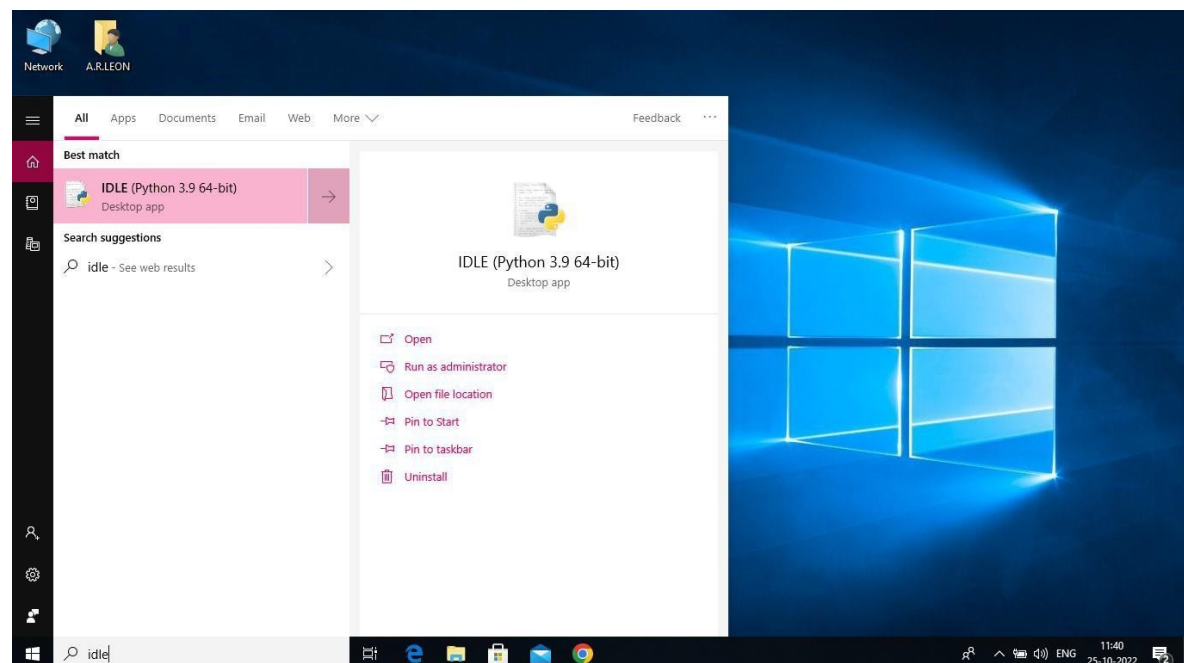 Network A.R.LEON
All Apps Documents Email Web More Feedback ...
Best match
IDLE (Python 3.9 64-bit)
Desktop app
Search suggestions
idle - See web results
IDLE (Python 3.9 64-bit)
Desktop app
Open
Run as administrator
Open file location
Pin to Start
Pin to taskbar
Uninstall
idle
ENG
11:40
25-10-2022
2